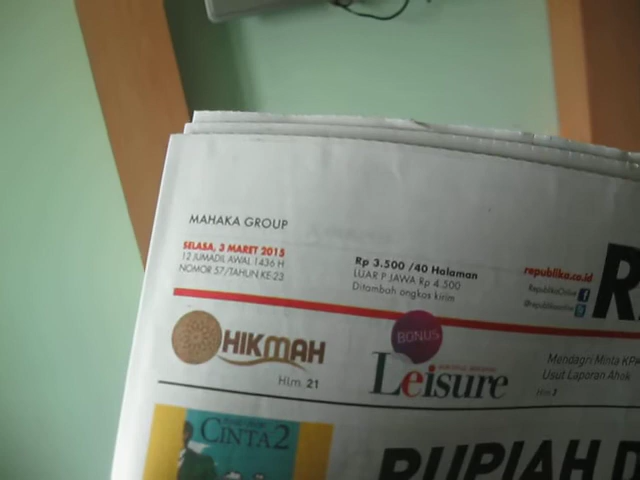 MAHAKA GROUP
SELASA, 3 MARET 2015
12 JUMADIL AWAL 1436 H
NOMOR 57/TAHUN KE-23
Rp 3.500 /40 Halaman
LUAR P JAWA Rp 4.500
Ditambah ongkos kirim
republika.co.id
RepublikaOnline
@republikaonline
R
HIKMAH
Hlm. 21
BONUS
Leisure
Mendagri Minta KPA
Usut Laporan Ahok
CINTA 2
RUPIAH D